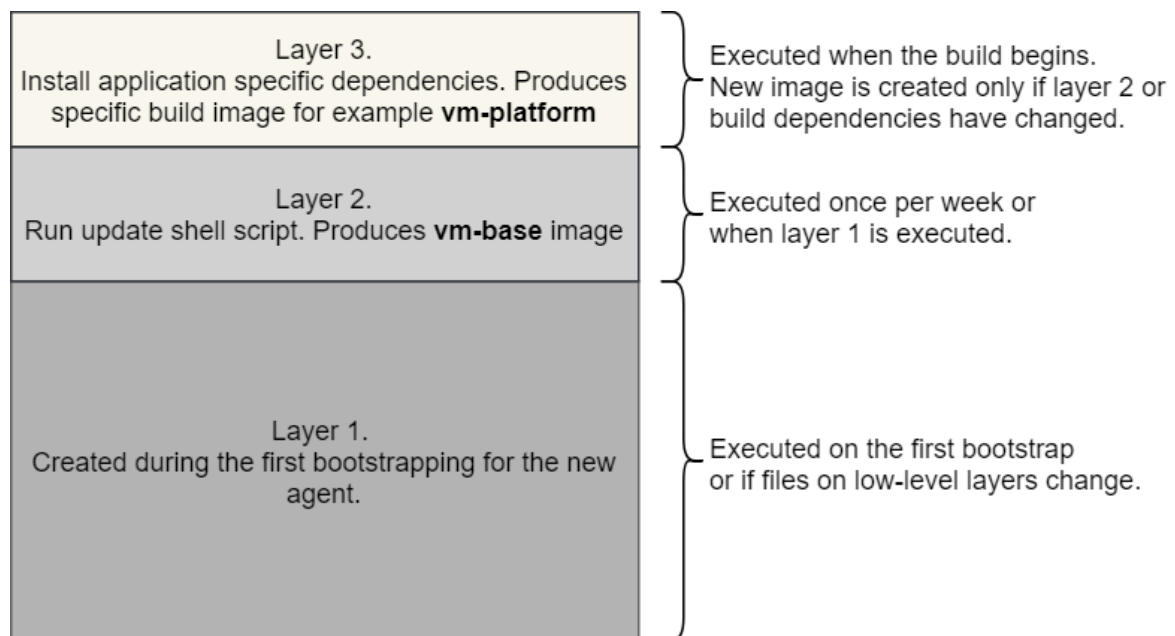 Layer 3.
Install application specific dependencies. Produces
specific build image for example vm-platform
Executed when the build begins.
New image is created only if layer 2 or
build dependencies have changed.
Layer 2.
Run update shell script. Produces vm-base image
Executed once per week or
when layer 1 is executed.
Layer 1.
Created during the first bootstrapping for the new
agent.
Executed on the first bootstrap
or if files on low-level layers change.